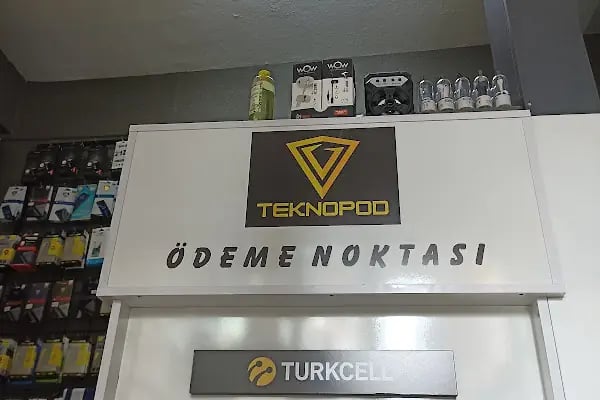 WOW
WOW
TEKNOPOD
ÖDEME NOKTASI
TURKCELL